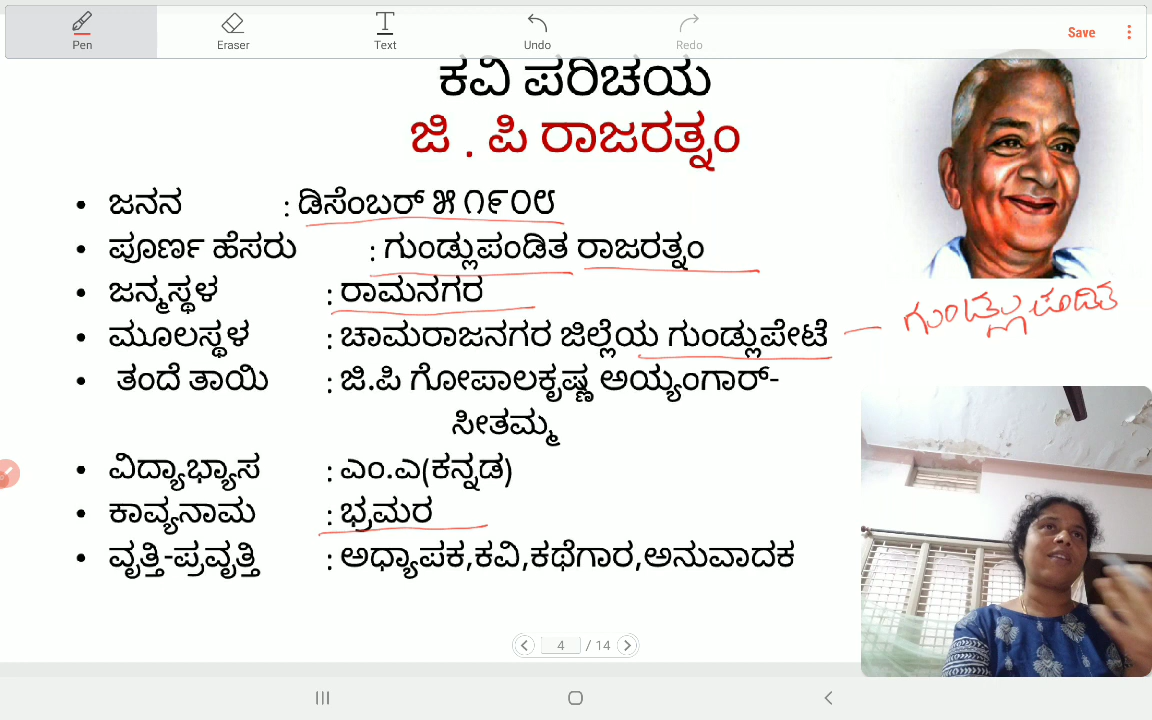 Pen Eraser Text Undo Redo Save
ಕವಿ ಪರಿಚಯ
ಜಿ . ಪಿ ರಾಜರತ್ನಂ
• ಜನನ : ಡಿಸೆಂಬರ್ ೫ ೧೯೦೮
• ಪೂರ್ಣ ಹೆಸರು : ಗುಂಡ್ಲುಪಂಡಿತ ರಾಜರತ್ನಂ
• ಜನ್ಮಸ್ಥಳ : ರಾಮನಗರ
• ಮೂಲಸ್ಥಳ : ಚಾಮರಾಜನಗರ ಜಿಲ್ಲೆಯ ಗುಂಡ್ಲುಪೇಟೆ — ಗುಂಡ್ಲುಪಂಡಿತ
• ತಂದೆ ತಾಯಿ : ಜಿ.ಪಿ ಗೋಪಾಲಕೃಷ್ಣ ಅಯ್ಯಂಗಾರ್-
ಸೀತಮ್ಮ
• ವಿದ್ಯಾಭ್ಯಾಸ : ಎಂ.ಎ(ಕನ್ನಡ)
• ಕಾವ್ಯನಾಮ : ಭ್ರಮರ
• ವೃತ್ತಿ-ಪ್ರವೃತ್ತಿ : ಅಧ್ಯಾಪಕ,ಕವಿ,ಕಥೆಗಾರ,ಅನುವಾದಕ
4 / 14